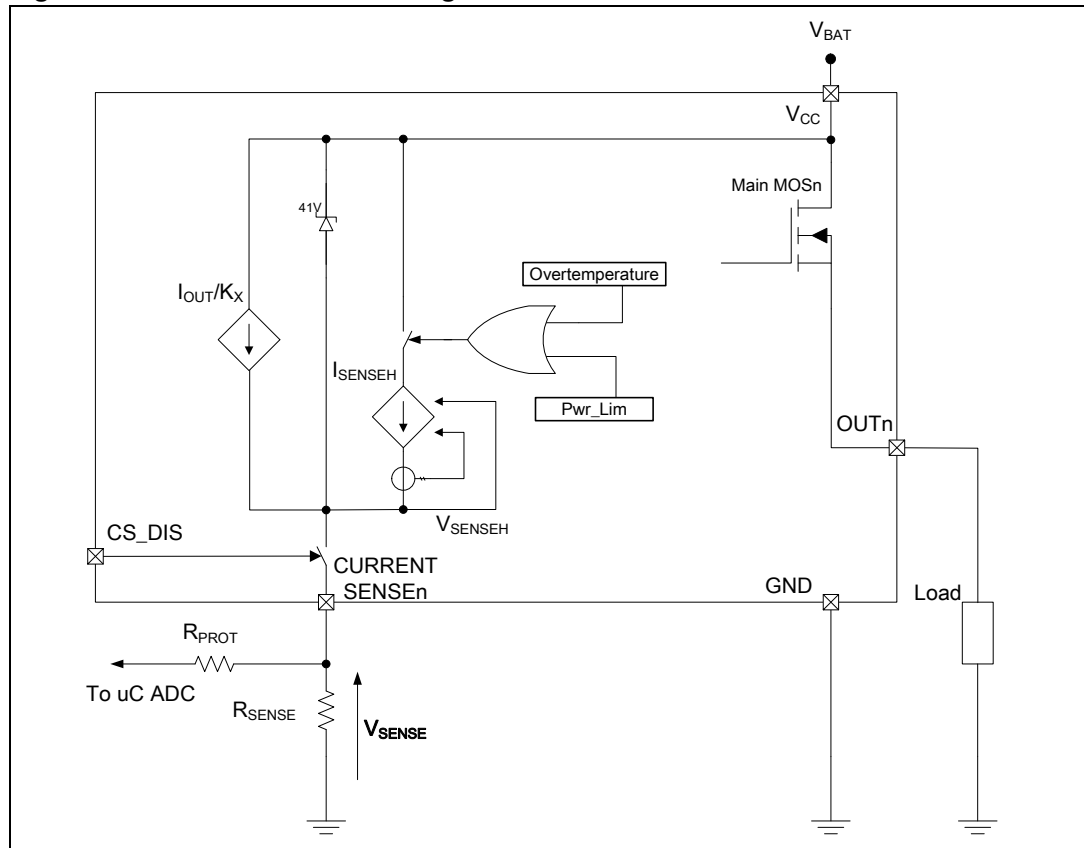 V_BAT
V_CC
Main MOSn
41V
Overtemperature
I_OUT/K_X
I_SENSEH
Pwr_Lim
OUTn
V_SENSEH
CS_DIS
CURRENT
SENSEn
GND
Load
R_PROT
To uC ADC
R_SENSE
V_SENSE